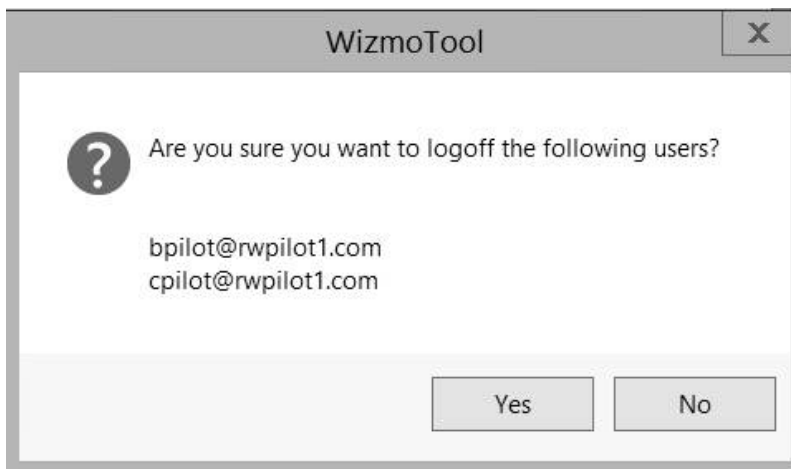 WizmoTool
X
?
Are you sure you want to logoff the following users?
bpilot@rwpilot1.com
cpilot@rwpilot1.com
Yes No